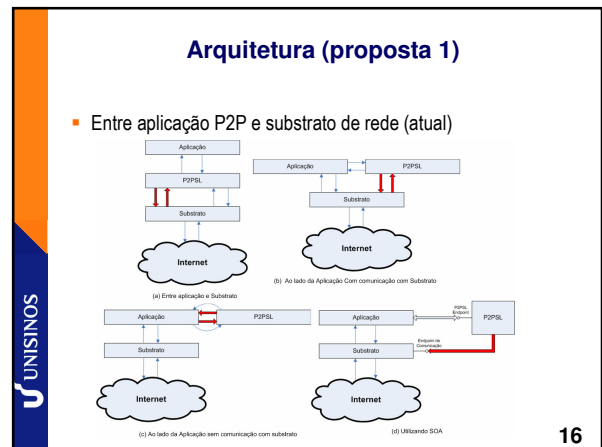 Arquitetura (proposta 1)
Entre aplicação P2P e substrato de rede (atual)
Aplicação
P2PSL
Substrato
Internet
(a) Entre aplicação e Substrato
Aplicação
P2PSL
Substrato
Internet
(b) Ao lado da Aplicação Com comunicação com Substrato
Aplicação
P2PSL
Substrato
Internet
(c) Ao lado da Aplicação sem comunicação com substrato
Aplicação
P2PSL
Endpoint
P2PSL
Substrato
Endpoint de
Comunicação
Internet
(d) Utilizando SOA
UNISINOS
16